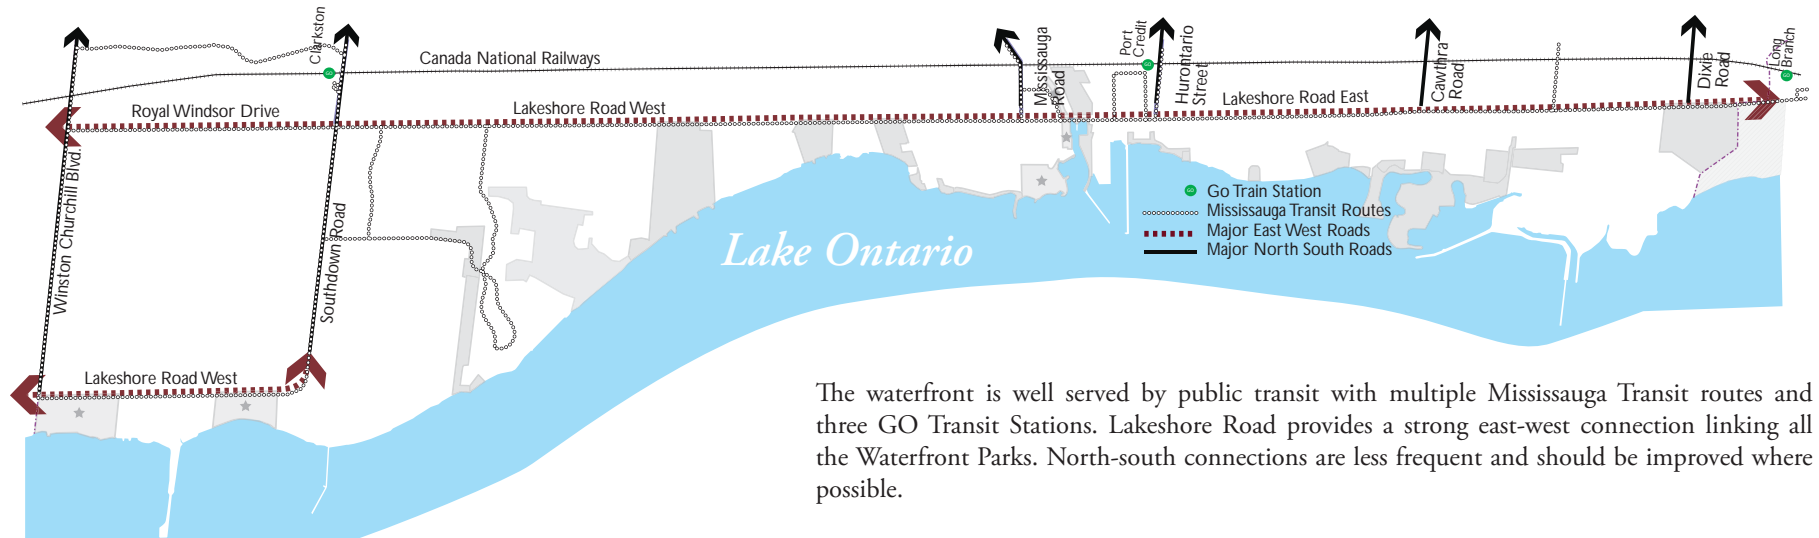 Clarkston
Canada National Railways
Mississauga
Road
Port
Credit
Hurontario
Street
Cawthra
Road
Dixie
Road
Long
Branch
GO
GO
GO
Royal Windsor Drive
Lakeshore Road West
Lakeshore Road East
Winston Churchill Blvd.
Southdown Road
Lakeshore Road West
Lake Ontario
GO Go Train Station
Mississauga Transit Routes
Major East West Roads
Major North South Roads
The waterfront is well served by public transit with multiple Mississauga Transit routes and
three GO Transit Stations. Lakeshore Road provides a strong east-west connection linking all
the Waterfront Parks. North-south connections are less frequent and should be improved where
possible.